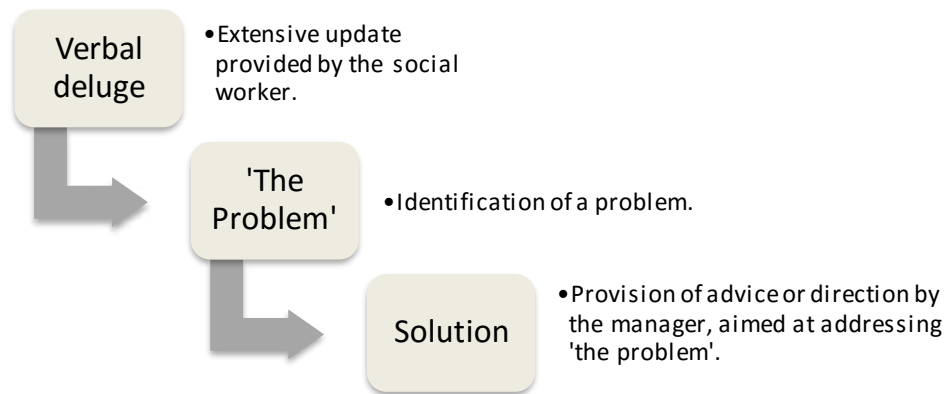 Verbal
deluge
•Extensive update
provided by the social
worker.
'The
Problem'
•Identification of a problem.
Solution
•Provision of advice or direction by
the manager, aimed at addressing
'the problem'.